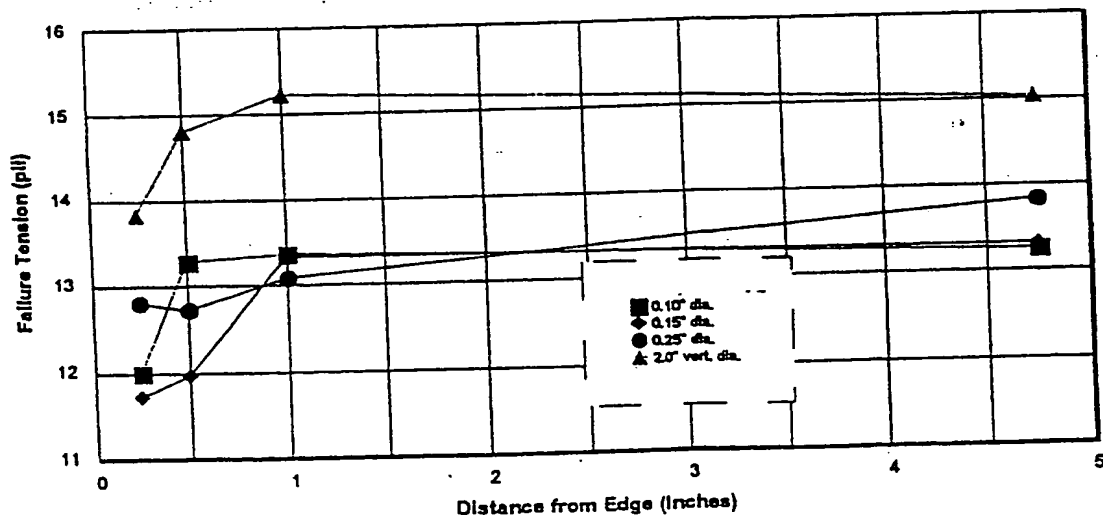 16
15
14
13
12
11
Failure Tension (pli)
0.10" dia.
0.15" dia.
0.25" dia.
2.0" vert. dia.
0 1 2 3 4 5
Distance from Edge (Inches)